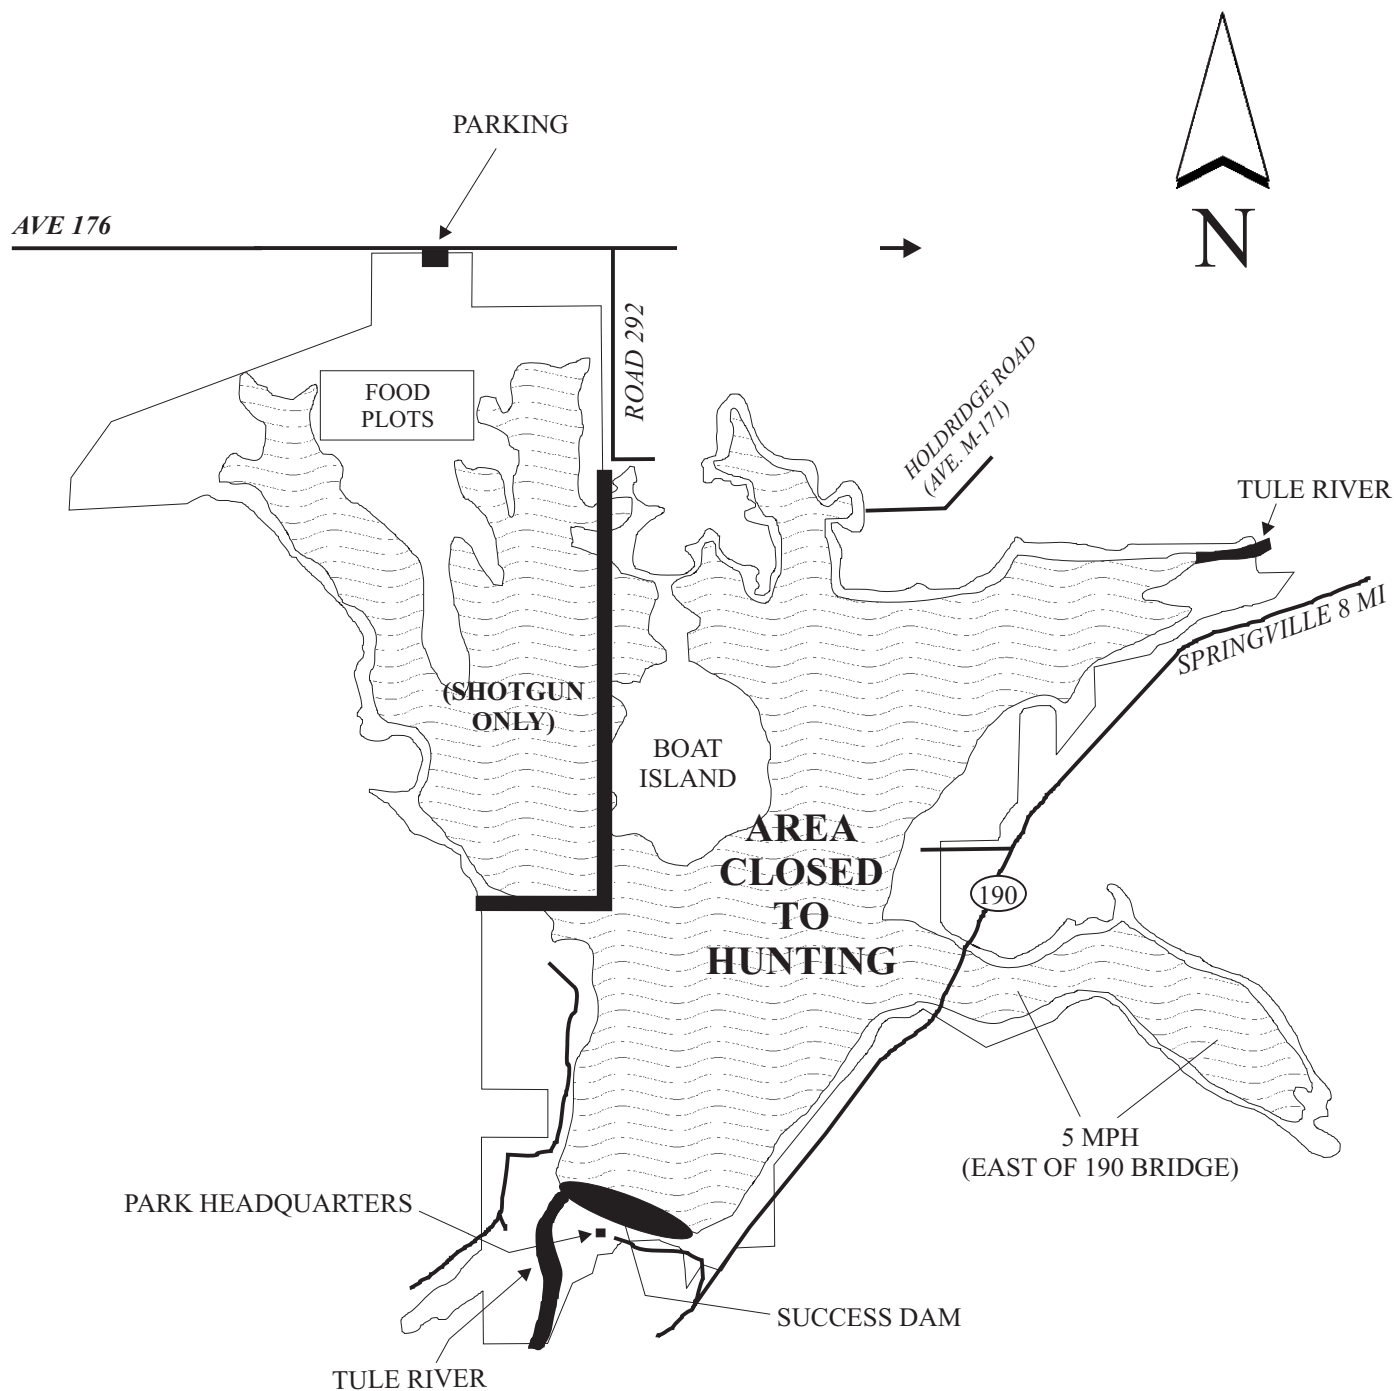 PARKING
AVE 176
N
ROAD 292
FOOD
PLOTS
HOLDRIDGE ROAD
(AVE. M-171)
TULE RIVER
SPRINGVILLE 8 MI
(SHOTGUN
ONLY)
BOAT
ISLAND
AREA
CLOSED
TO
HUNTING
190
5 MPH
(EAST OF 190 BRIDGE)
PARK HEADQUARTERS
SUCCESS DAM
TULE RIVER